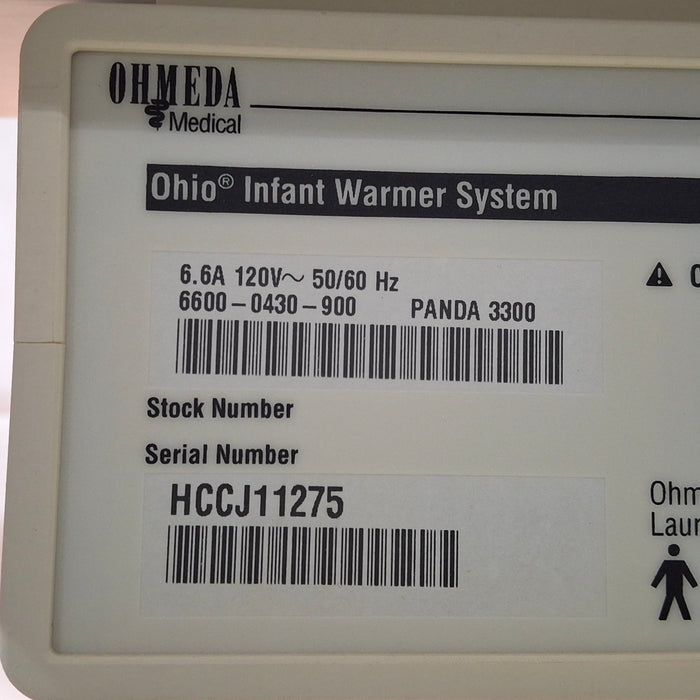 OHMEDA
Medical
Ohio® Infant Warmer System
6.6A 120V~ 50/60 Hz
6600-0430-900 PANDA 3300
Stock Number
Serial Number
HCCJ11275